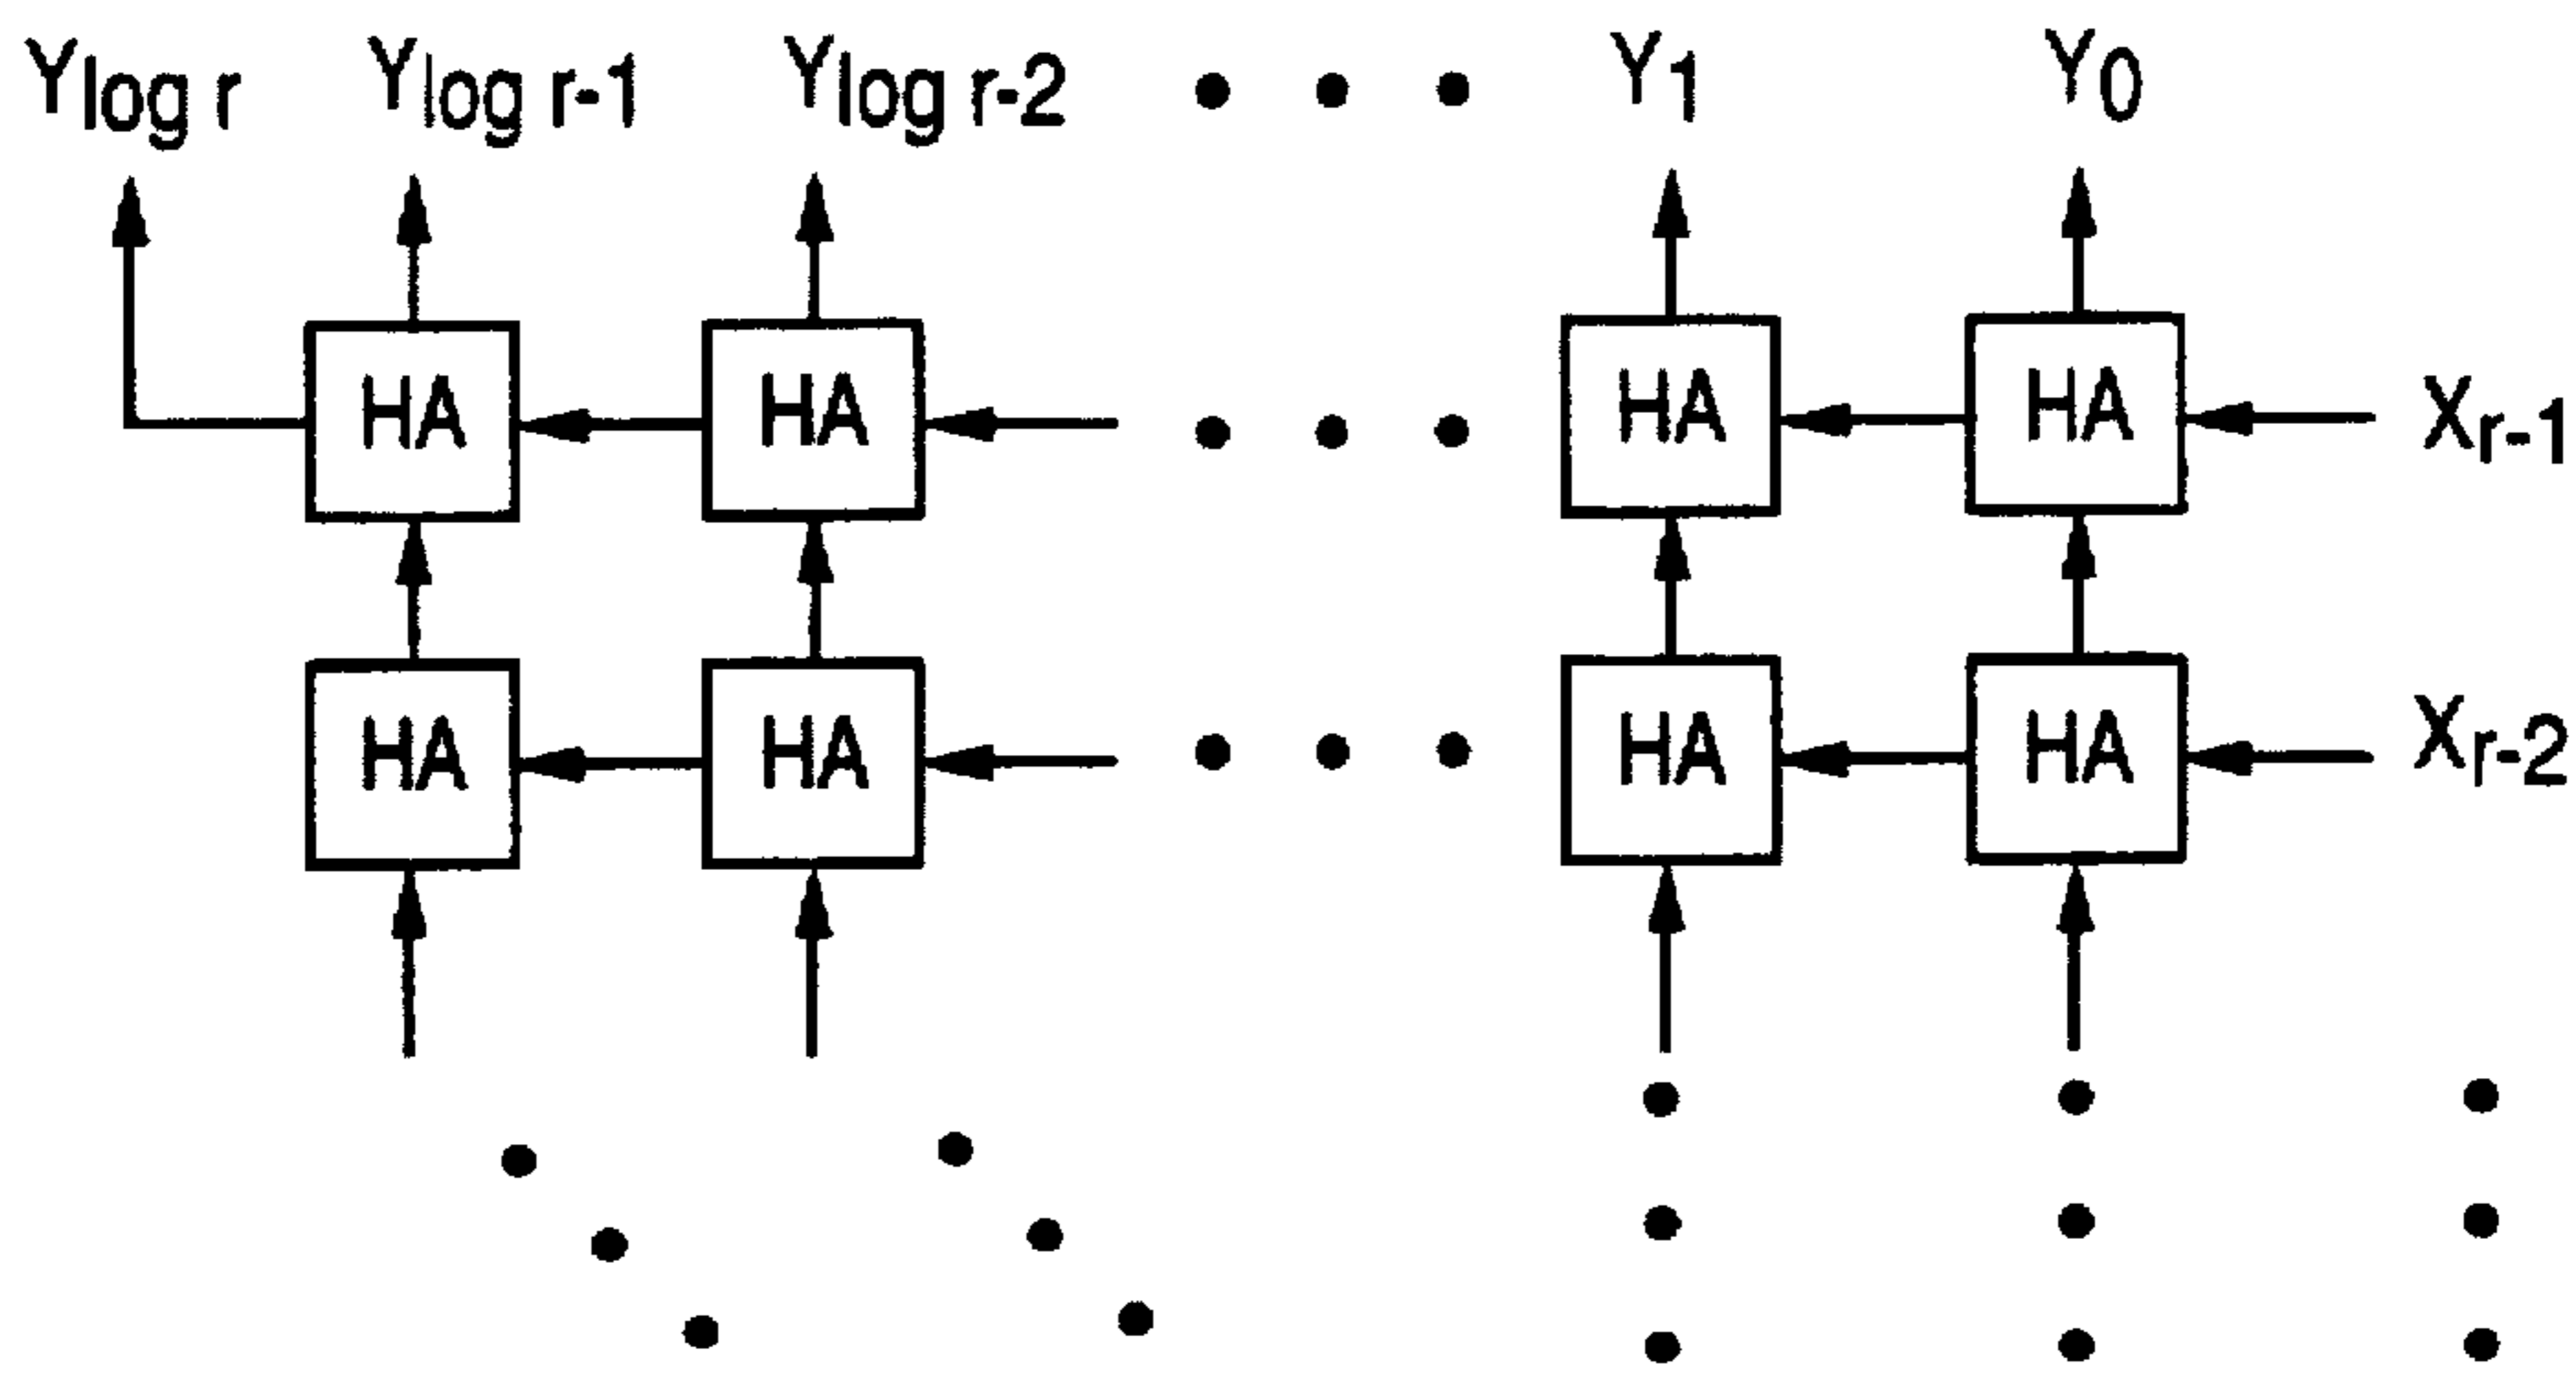 Ylog r Ylog r-1 Ylog r-2 • • • Y1 Y0
HA HA • • • HA HA Xr-1
HA HA • • • HA HA Xr-2